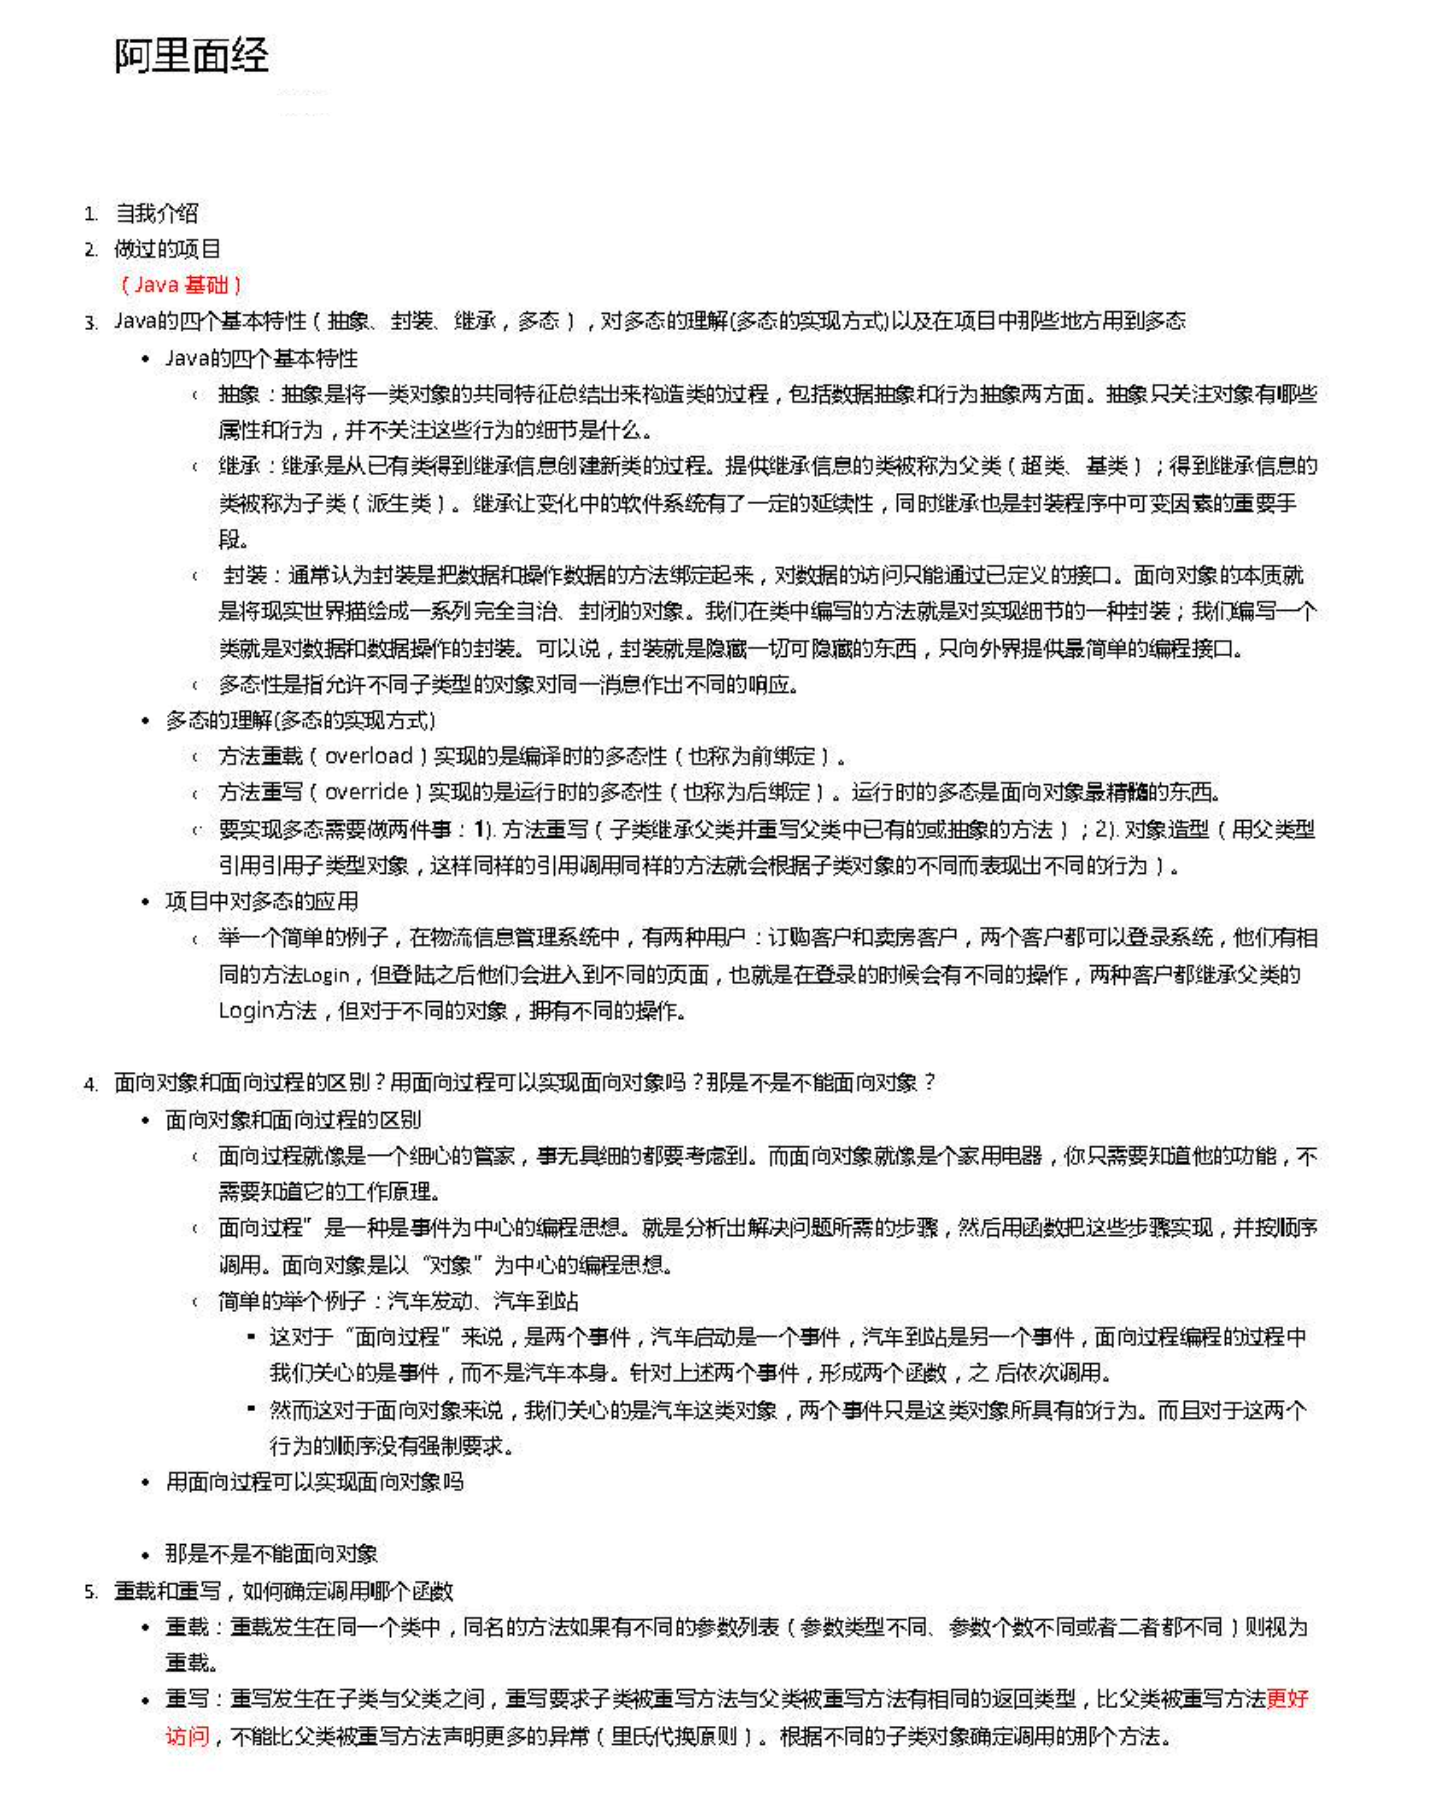 阿里面经
1. 自我介绍
2. 做过的项目
（Java 基础）
3. Java的四个基本特性（抽象、封装、继承，多态），对多态的理解(多态的实现方式)以及在项目中那些地方用到多态
• Java的四个基本特性
◦ 抽象：抽象是将一类对象的共同特征总结出来构造类的过程，包括数据抽象和行为抽象两方面。抽象只关注对象有哪些
属性和行为，并不关注这些行为的细节是什么。
◦ 继承：继承是从已有类得到继承信息创建新类的过程。提供继承信息的类被称为父类（超类、基类）；得到继承信息的
类被称为子类（派生类）。继承让变化中的软件系统有了一定的延续性，同时继承也是封装程序中可变因素的重要手
段。
◦ 封装：通常认为封装是把数据和操作数据的方法绑定起来，对数据的访问只能通过已定义的接口。面向对象的本质就
是将现实世界描绘成一系列完全自治、封闭的对象。我们在类中编写的方法就是对实现细节的一种封装；我们编写一个
类就是对数据和数据操作的封装。可以说，封装就是隐藏一切可隐藏的东西，只向外界提供最简单的编程接口。
◦ 多态性是指允许不同子类型的对象对同一消息作出不同的响应。
• 多态的理解(多态的实现方式)
◦ 方法重载（overload）实现的是编译时的多态性（也称为前绑定）。
◦ 方法重写（override）实现的是运行时的多态性（也称为后绑定）。运行时的多态是面向对象最精髓的东西。
◦ 要实现多态需要做两件事：1). 方法重写（子类继承父类并重写父类中已有的或抽象的方法）；2). 对象造型（用父类型
引用引用子类型对象，这样同样的引用调用同样的方法就会根据子类对象的不同而表现出不同的行为）。
• 项目中对多态的应用
◦ 举一个简单的例子，在物流信息管理系统中，有两种用户：订购客户和卖房客户，两个客户都可以登录系统，他们有相
同的方法Login，但登陆之后他们会进入到不同的页面，也就是在登录的时候会有不同的操作，两种客户都继承父类的
Login方法，但对于不同的对象，拥有不同的操作。
4. 面向对象和面向过程的区别？用面向过程可以实现面向对象吗？那是不是不能面向对象？
• 面向对象和面向过程的区别
◦ 面向过程就像是一个细心的管家，事无具细的都要考虑到。而面向对象就像是个家用电器，你只需要知道他的功能，不
需要知道它的工作原理。
◦ 面向过程”是一种是事件为中心的编程思想。就是分析出解决问题所需的步骤，然后用函数把这些步骤实现，并按顺序
调用。面向对象是以“对象”为中心的编程思想。
◦ 简单的举个例子：汽车发动、汽车到站
▪ 这对于“面向过程”来说，是两个事件，汽车启动是一个事件，汽车到站是另一个事件，面向过程编程的过程中
我们关心的是事件，而不是汽车本身。针对上述两个事件，形成两个函数，之 后依次调用。
▪ 然而这对于面向对象来说，我们关心的是汽车这类对象，两个事件只是这类对象所具有的行为。而且对于这两个
行为的顺序没有强制要求。
• 用面向过程可以实现面向对象吗
• 那是不是不能面向对象
5. 重载和重写，如何确定调用哪个函数
• 重载：重载发生在同一个类中，同名的方法如果有不同的参数列表（参数类型不同、参数个数不同或者二者都不同）则视为
重载。
• 重写：重写发生在子类与父类之间，重写要求子类被重写方法与父类被重写方法有相同的返回类型，比父类被重写方法更好
访问，不能比父类被重写方法声明更多的异常（里氏代换原则）。根据不同的子类对象确定调用的那个方法。